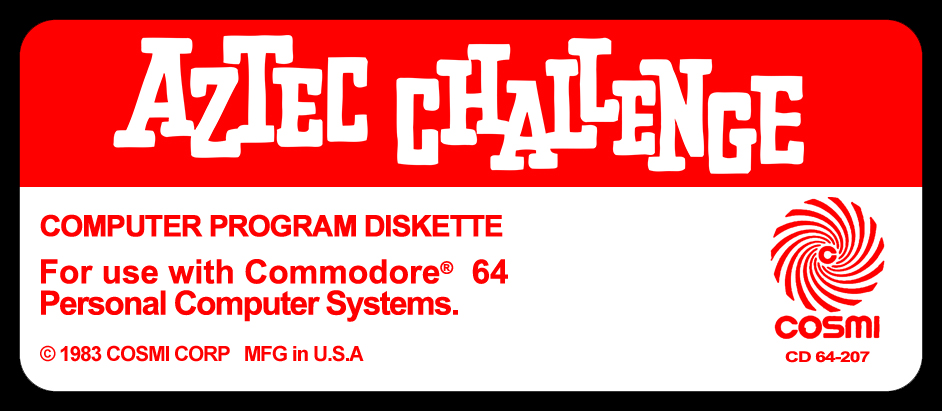 AZTEC CHALLENGE
COMPUTER PROGRAM DISKETTE
For use with Commodore® 64
Personal Computer Systems.
© 1983 COSMI CORP MFG in U.S.A
C
COSMI
CD 64-207